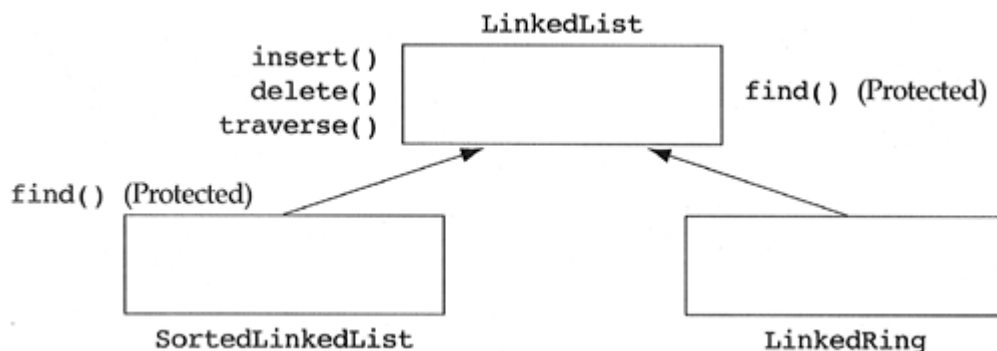 LinkedList
insert()
delete()
traverse()
find() (Protected)
find() (Protected)
SortedLinkedList
LinkedRing